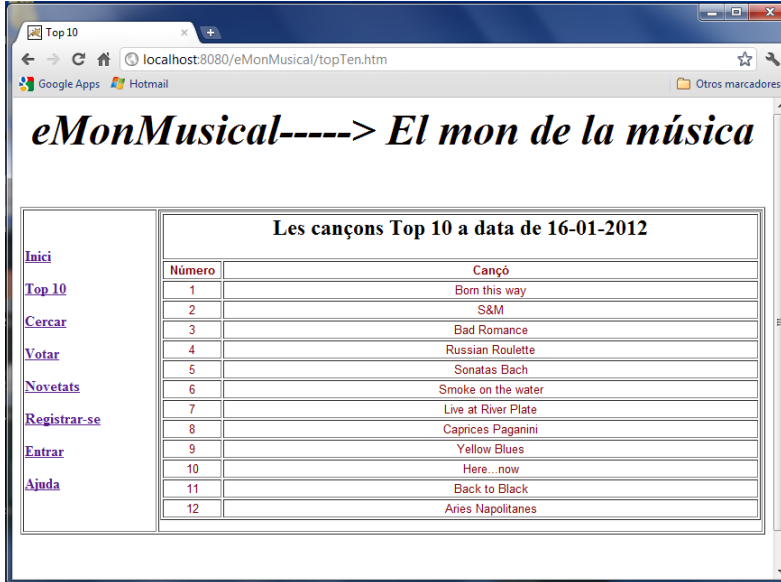 Top 10
localhost:8080/eMonMusical/topTen.htm
Google Apps Hotmail Otros marcadores
eMonMusical-----> El mon de la música
Inici
Top 10
Cercar
Votar
Novetats
Registrar-se
Entrar
Ajuda
Les cançons Top 10 a data de 16-01-2012
Número Cançó
1 Born this way
2 S&M
3 Bad Romance
4 Russian Roulette
5 Sonatas Bach
6 Smoke on the water
7 Live at River Plate
8 Caprices Paganini
9 Yellow Blues
10 Here...now
11 Back to Black
12 Aries Napolitanes